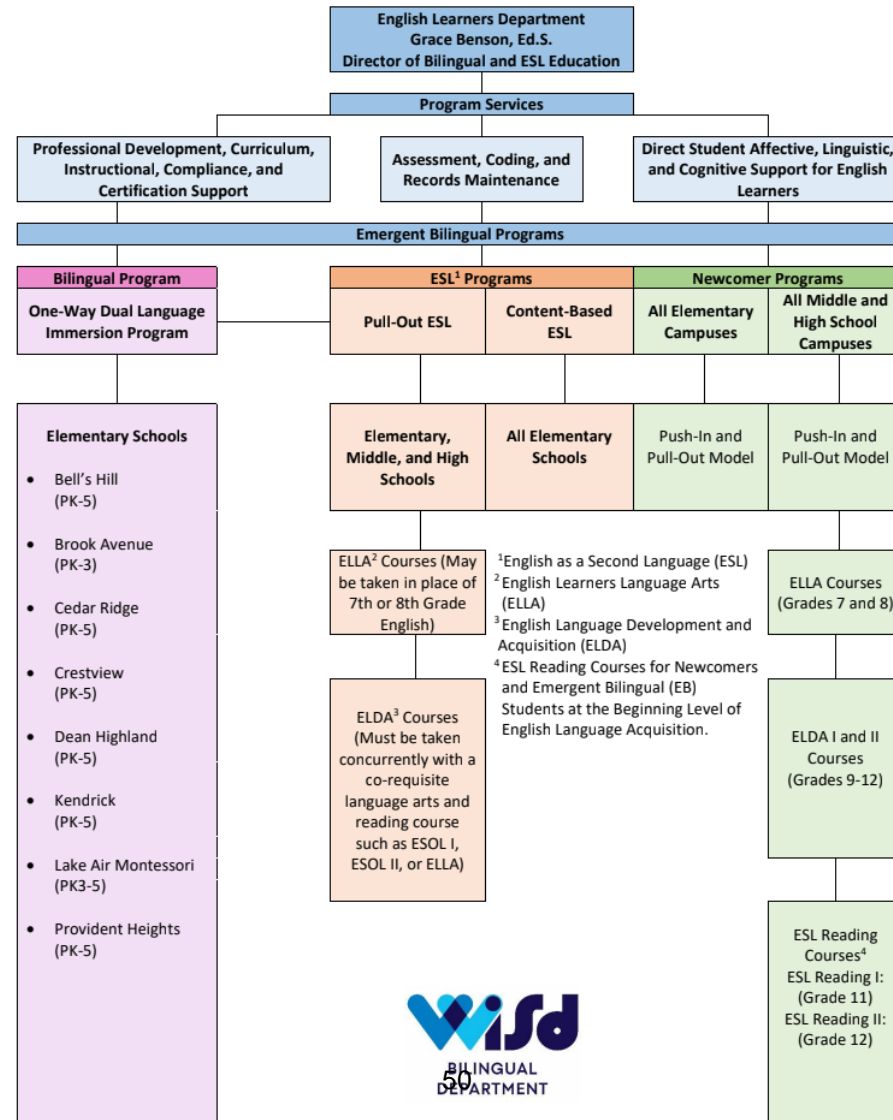 English Learners Department
Grace Benson, Ed.S.
Director of Bilingual and ESL Education
Program Services
Professional Development, Curriculum,
Instructional, Compliance, and
Certification Support
Assessment, Coding, and
Records Maintenance
Direct Student Affective, Linguistic,
and Cognitive Support for English
Learners
Emergent Bilingual Programs
Bilingual Program
One-Way Dual Language
Immersion Program
ESL¹ Programs
Pull-Out ESL
Content-Based
ESL
Newcomer Programs
All Elementary
Campuses
All Middle and
High School
Campuses
Elementary Schools
• Bell’s Hill
(PK-5)
• Brook Avenue
(PK-3)
• Cedar Ridge
(PK-5)
• Crestview
(PK-5)
• Dean Highland
(PK-5)
• Kendrick
(PK-5)
• Lake Air Montessori
(PK3-5)
• Provident Heights
(PK-5)
Elementary,
Middle, and High
Schools
All Elementary
Schools
Push-In and
Pull-Out Model
Push-In and
Pull-Out Model
ELLA² Courses (May
be taken in place of
7th or 8th Grade
English)
ELDA³ Courses
(Must be taken
concurrently with a
co-requisite
language arts and
reading course
such as ESOL I,
ESOL II, or ELLA)
¹English as a Second Language (ESL)
² English Learners Language Arts
(ELLA)
³ English Language Development and
Acquisition (ELDA)
⁴ ESL Reading Courses for Newcomers
and Emergent Bilingual (EB)
Students at the Beginning Level of
English Language Acquisition.
ELLA Courses
(Grades 7 and 8)
ELDA I and II
Courses
(Grades 9-12)
ESL Reading
Courses⁴
ESL Reading I:
(Grade 11)
ESL Reading II:
(Grade 12)
WiSd
BILINGUAL
DEPARTMENT
50